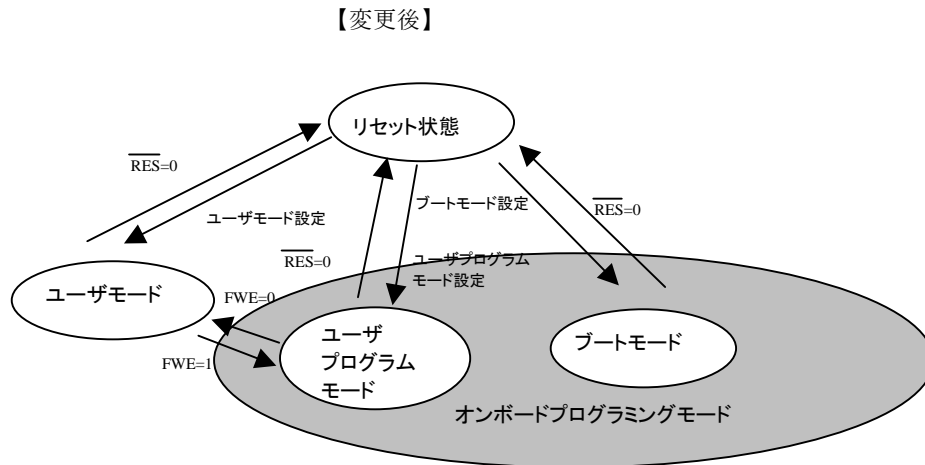 【変更後】
リセット状態
R̅E̅S̅=0
ユーザモード設定
ブートモード設定
R̅E̅S̅=0
R̅E̅S̅=0
ユーザプログラム
モード設定
ユーザモード
FWE=0
FWE=1
ユーザ
プログラム
モード
ブートモード
オンボードプログラミングモード